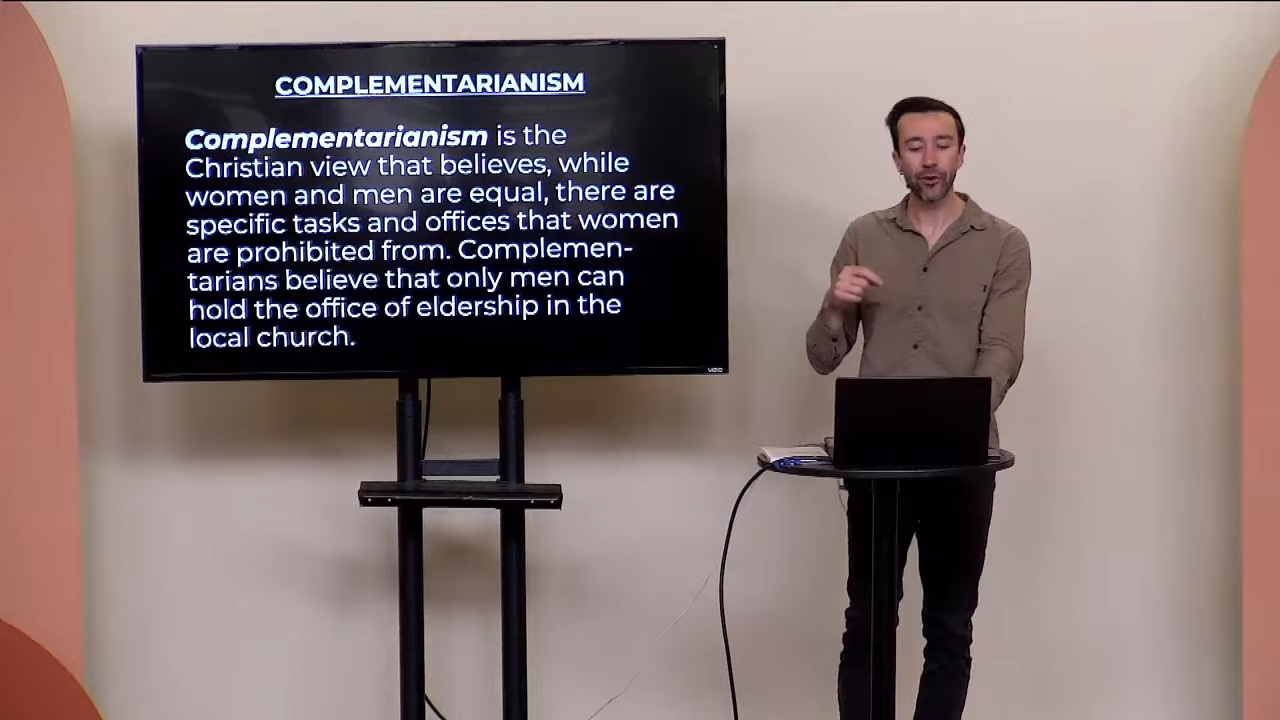 COMPLEMENTARIANISM
Complementarianism is the
Christian view that believes, while
women and men are equal, there are
specific tasks and offices that women
are prohibited from. Complemen-
tarians believe that only men can
hold the office of eldership in the
local church.
VIZIO